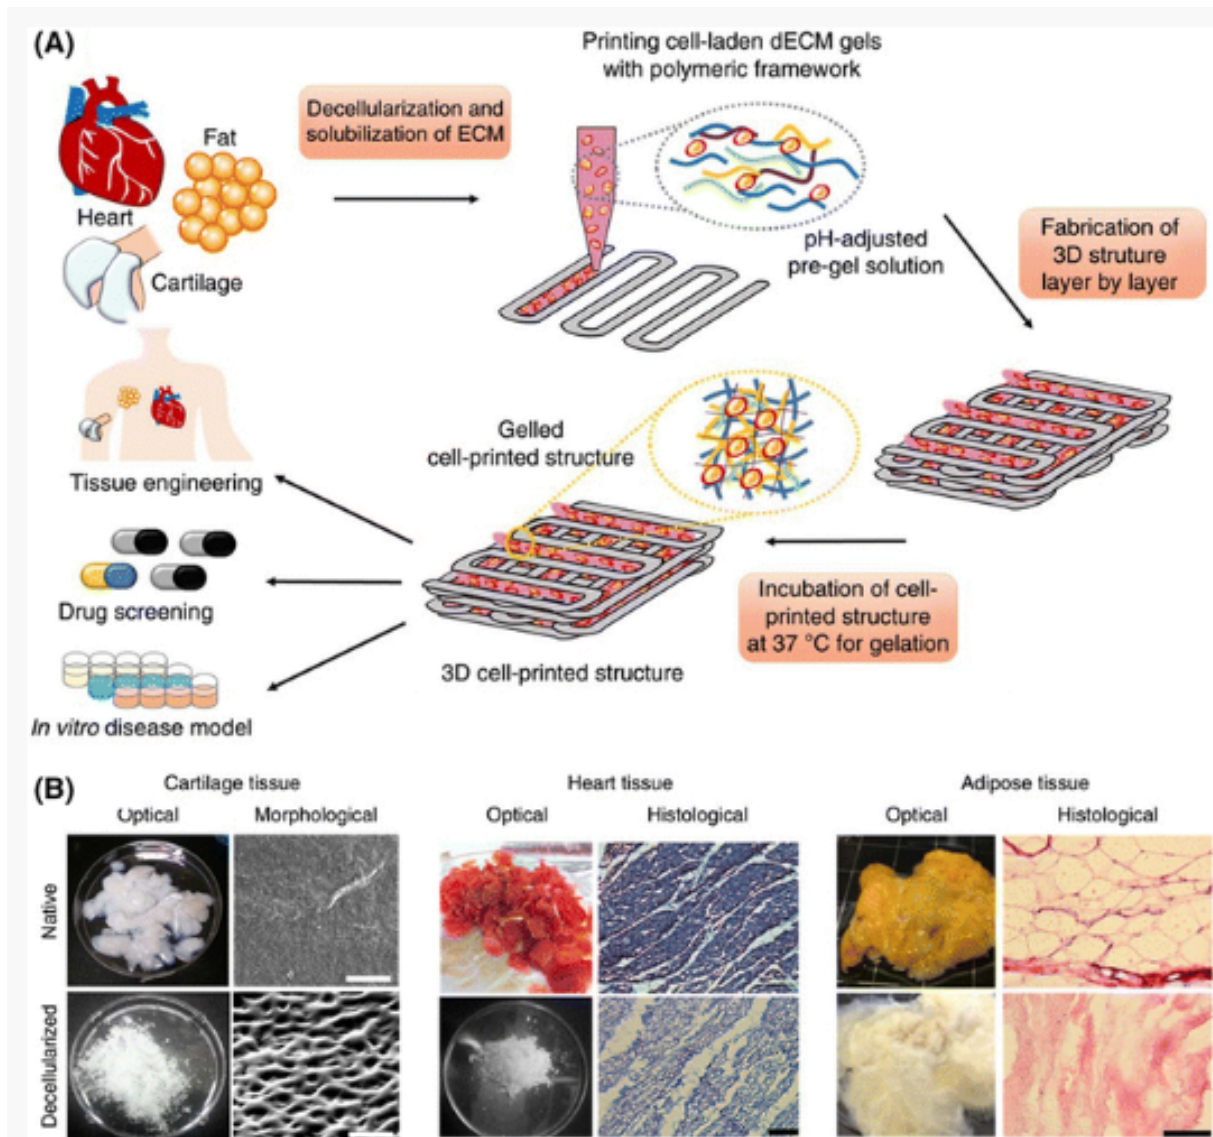 (A)
Printing cell-laden dECM gels
with polymeric framework
Decellularization and
solubilization of ECM
Fat
Heart
Cartilage
pH-adjusted
pre-gel solution
Fabrication of
3D struture
layer by layer
Gelled
cell-printed structure
Tissue engineering
Drug screening
Incubation of cell-
printed structure
at 37 °C for gelation
3D cell-printed structure
In vitro disease model
(B)
Cartilage tissue
Heart tissue
Adipose tissue
Optical
Morphological
Optical
Histological
Optical
Histological
Native
Decellularized